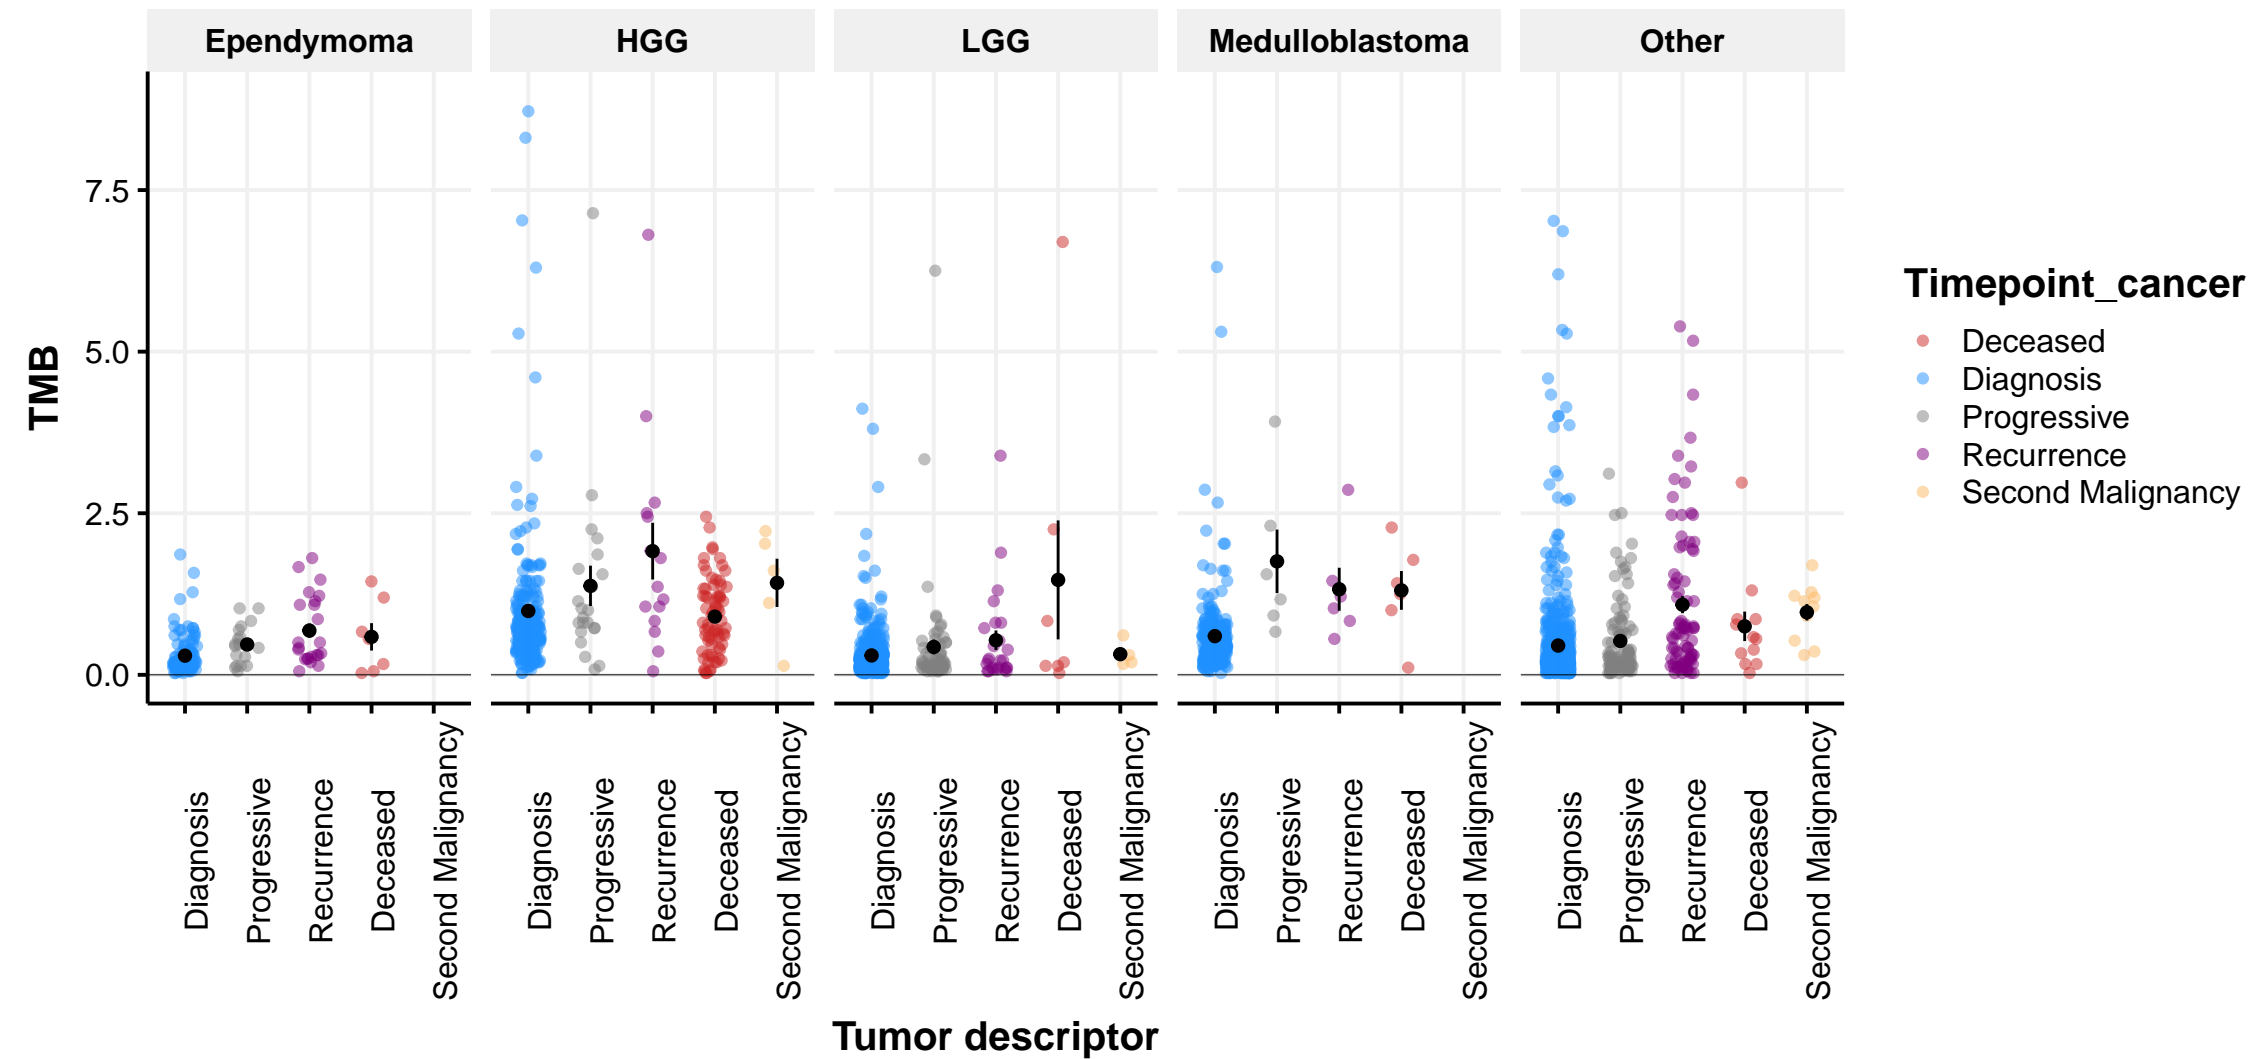 Ependymoma
HGG
LGG
Medulloblastoma
Other
TMB
7.5
5.0
2.5
0.0
Diagnosis
Progressive
Recurrence
Deceased
Second Malignancy
Diagnosis
Progressive
Recurrence
Deceased
Second Malignancy
Diagnosis
Progressive
Recurrence
Deceased
Second Malignancy
Diagnosis
Progressive
Recurrence
Deceased
Second Malignancy
Diagnosis
Progressive
Recurrence
Deceased
Second Malignancy
Tumor descriptor
Timepoint_cancer
Deceased
Diagnosis
Progressive
Recurrence
Second Malignancy